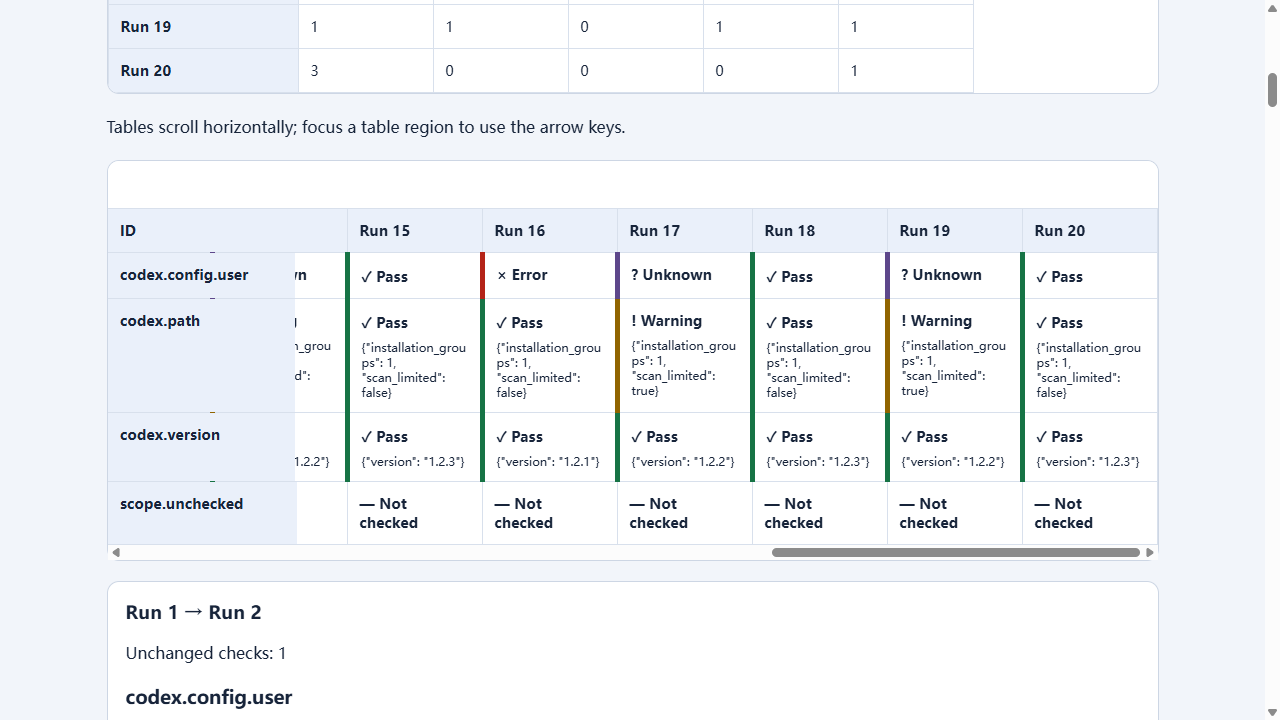 Run 19 1 1 0 1 1
Run 20 3 0 0 0 1
Tables scroll horizontally; focus a table region to use the arrow keys.
ID Run 15 Run 16 Run 17 Run 18 Run 19 Run 20
codex.config.user ✓ Pass × Error ? Unknown ✓ Pass ? Unknown ✓ Pass
codex.path ✓ Pass ✓ Pass ! Warning ✓ Pass ! Warning ✓ Pass
{"installation_grou {"installation_grou {"installation_grou {"installation_grou {"installation_grou {"installation_grou
ps": 1, ps": 1, ps": 1, ps": 1, ps": 1, ps": 1,
"scan_limited": "scan_limited": "scan_limited": "scan_limited": "scan_limited": "scan_limited":
false} false} true} false} true} false}
codex.version ✓ Pass ✓ Pass ✓ Pass ✓ Pass ✓ Pass ✓ Pass
1.2.2"} {"version": "1.2.3"} {"version": "1.2.1"} {"version": "1.2.2"} {"version": "1.2.3"} {"version": "1.2.2"} {"version": "1.2.3"}
scope.unchecked — Not — Not — Not — Not — Not — Not
checked checked checked checked checked checked
Run 1 → Run 2
Unchanged checks: 1
codex.config.user